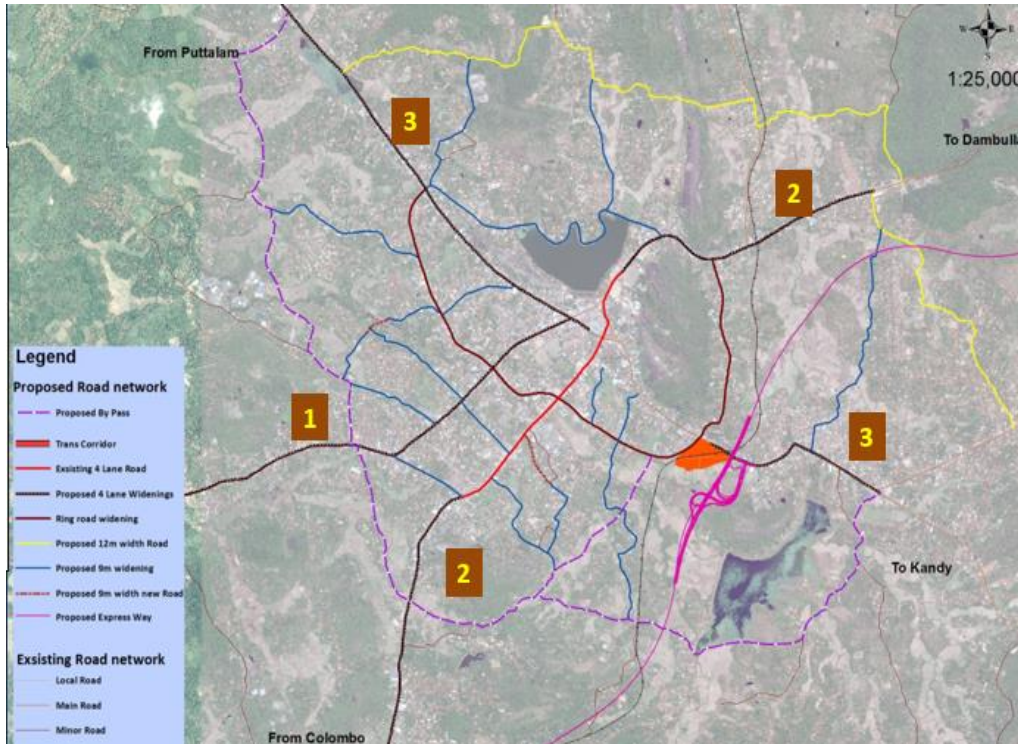 From Puttalam
W E
S
1:25,000
3
To Dambulla
2
Legend
Proposed Road network
Proposed By Pass
Trans Corridor
Exsisting 4 Lane Road
Proposed 4 Lane Widenings
Ring road widening
Proposed 12m width Road
Proposed 9m widening
Proposed 9m width new Road
Proposed Express Way
Exsisting Road network
Local Road
Main Road
Minor Road
1
3
2
To Kandy
From Colombo